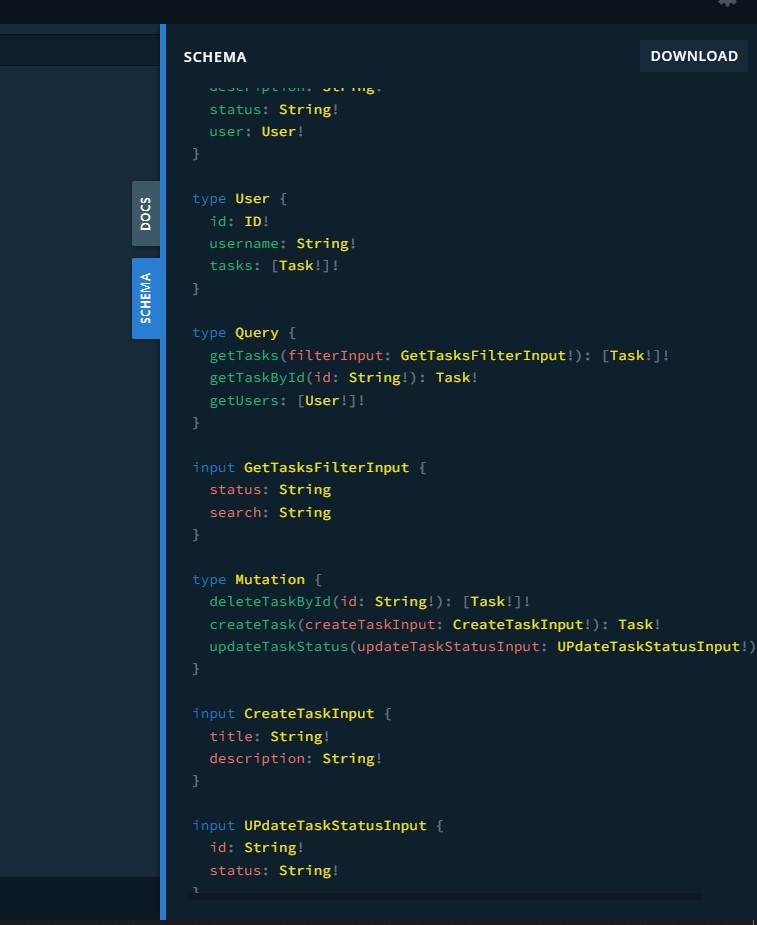 SCHEMA
DOWNLOAD
description: String!
status: String!
user: User!
}
DOCS
SCHEMA
type User {
id: ID!
username: String!
tasks: [Task!]!
}
type Query {
getTasks(filterInput: GetTasksFilterInput!): [Task!]!
getTaskById(id: String!): Task!
getUsers: [User!]!
}
input GetTasksFilterInput {
status: String
search: String
}
type Mutation {
deleteTaskById(id: String!): [Task!]!
createTask(createTaskInput: CreateTaskInput!): Task!
updateTaskStatus(updateTaskStatusInput: UPdateTaskStatusInput!)
}
input CreateTaskInput {
title: String!
description: String!
}
input UPdateTaskStatusInput {
id: String!
status: String!
}